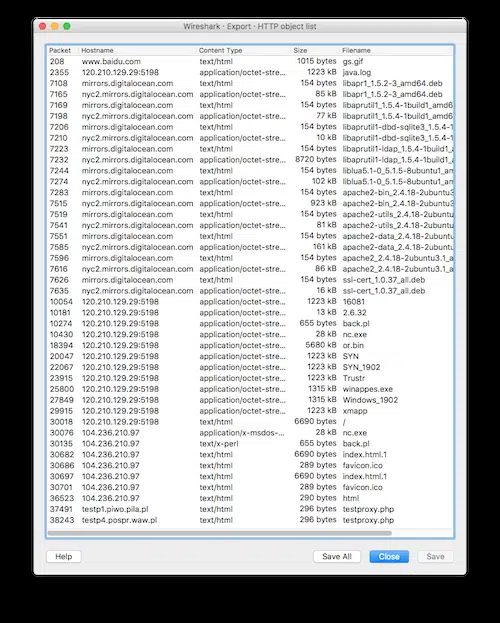 Wireshark · Export · HTTP object list
Packet Hostname Content Type Size Filename
208 www.baidu.com text/html 1015 bytes gs.gif
2355 120.210.129.29:5198 application/octet-stre... 1223 kB java.log
7108 mirrors.digitalocean.com text/html 154 bytes libapr1_1.5.2-3_amd64.deb
7165 nyc2.mirrors.digitalocean.com application/octet-stre... 85 kB libapr1_1.5.2-3_amd64.deb
7169 mirrors.digitalocean.com text/html 154 bytes libaprutil1_1.5.4-1build1_amd6
7198 nyc2.mirrors.digitalocean.com application/octet-stre... 77 kB libaprutil1_1.5.4-1build1_amd6
7206 mirrors.digitalocean.com text/html 154 bytes libaprutil1-dbd-sqlite3_1.5.4-1
7210 nyc2.mirrors.digitalocean.com application/octet-stre... 10 kB libaprutil1-dbd-sqlite3_1.5.4-1
7223 mirrors.digitalocean.com text/html 154 bytes libaprutil1-ldap_1.5.4-1build1_
7232 nyc2.mirrors.digitalocean.com application/octet-stre... 8720 bytes libaprutil1-ldap_1.5.4-1build1_
7244 mirrors.digitalocean.com text/html 154 bytes liblua5.1-0_5.1.5-8ubuntu1_am
7274 nyc2.mirrors.digitalocean.com application/octet-stre... 102 kB liblua5.1-0_5.1.5-8ubuntu1_am
7283 mirrors.digitalocean.com text/html 154 bytes apache2-bin_2.4.18-2ubuntu3
7515 nyc2.mirrors.digitalocean.com application/octet-stre... 923 kB apache2-bin_2.4.18-2ubuntu3
7519 mirrors.digitalocean.com text/html 154 bytes apache2-utils_2.4.18-2ubuntu
7541 nyc2.mirrors.digitalocean.com application/octet-stre... 81 kB apache2-utils_2.4.18-2ubuntu
7551 mirrors.digitalocean.com text/html 154 bytes apache2-data_2.4.18-2ubuntu
7585 nyc2.mirrors.digitalocean.com application/octet-stre... 161 kB apache2-data_2.4.18-2ubuntu
7596 mirrors.digitalocean.com text/html 154 bytes apache2_2.4.18-2ubuntu3.1_a
7616 nyc2.mirrors.digitalocean.com application/octet-stre... 86 kB apache2_2.4.18-2ubuntu3.1_a
7626 mirrors.digitalocean.com text/html 154 bytes ssl-cert_1.0.37_all.deb
7635 nyc2.mirrors.digitalocean.com application/octet-stre... 16 kB ssl-cert_1.0.37_all.deb
10054 120.210.129.29:5198 application/octet-stre... 1223 kB 16081
10181 120.210.129.29:5198 application/octet-stre... 13 kB 2.6.32
10274 120.210.129.29:5198 application/octet-stre... 655 bytes back.pl
10430 120.210.129.29:5198 application/octet-stre... 28 kB nc.exe
18394 120.210.129.29:5198 application/octet-stre... 5680 kB or.bin
20047 120.210.129.29:5198 application/octet-stre... 1223 kB SYN
22067 120.210.129.29:5198 application/octet-stre... 1223 kB SYN_1902
23915 120.210.129.29:5198 application/octet-stre... 1223 kB Trustr
25800 120.210.129.29:5198 application/octet-stre... 1315 kB winappes.exe
27849 120.210.129.29:5198 application/octet-stre... 1315 kB Windows_1902
29915 120.210.129.29:5198 application/octet-stre... 1223 kB xmapp
30018 120.210.129.29:5198 text/html 6690 bytes /
30076 104.236.210.97 application/x-msdos-... 28 kB nc.exe
30135 104.236.210.97 text/x-perl 655 bytes back.pl
30682 104.236.210.97 text/html 6690 bytes index.html.1
30686 104.236.210.97 text/html 289 bytes favicon.ico
30697 104.236.210.97 text/html 6690 bytes index.html.1
30701 104.236.210.97 text/html 289 bytes favicon.ico
36523 104.236.210.97 text/html 290 bytes html
37491 testp1.piwo.pila.pl text/html 296 bytes testproxy.php
38243 testp4.pospr.waw.pl text/html 296 bytes testproxy.php
Help Save All Close Save